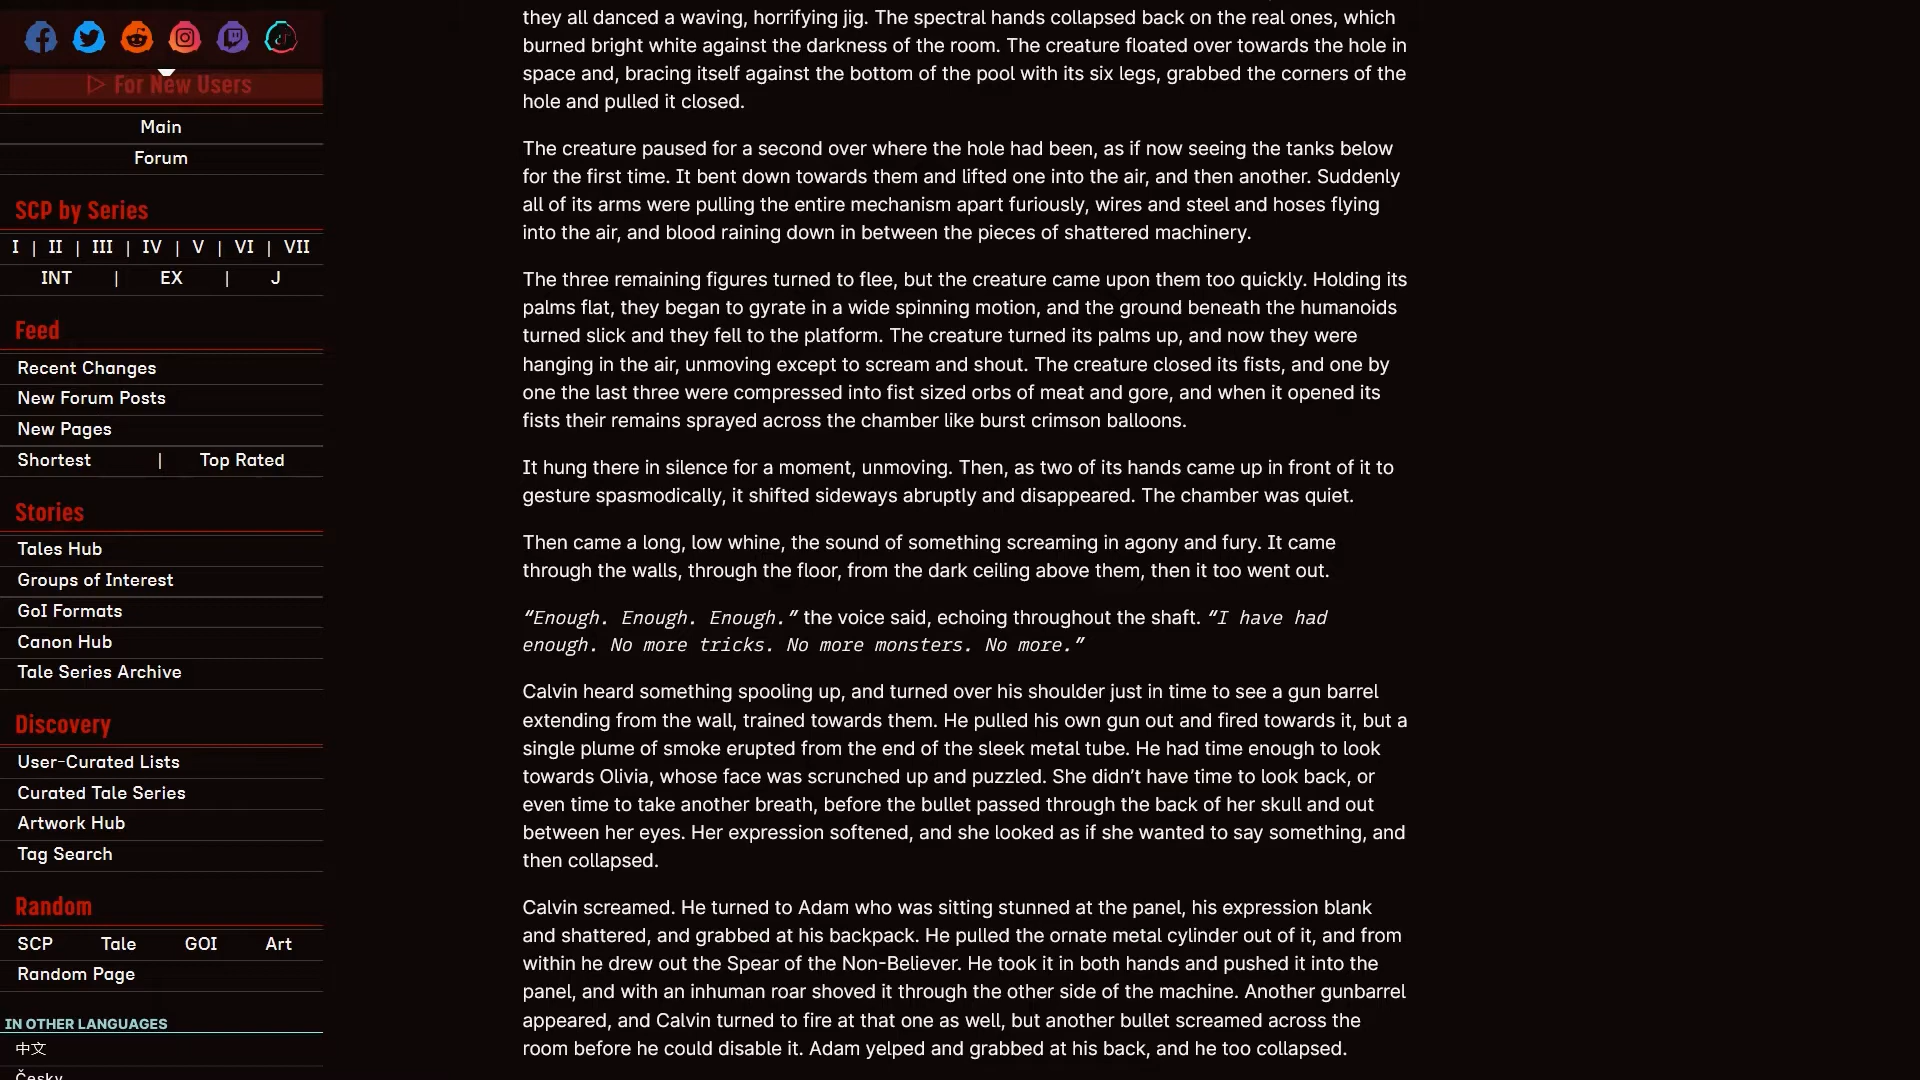 ▷ For New Users
Main
Forum
SCP by Series
I | II | III | IV | V | VI | VII
INT | EX | J
Feed
Recent Changes
New Forum Posts
New Pages
Shortest | Top Rated
Stories
Tales Hub
Groups of Interest
GoI Formats
Canon Hub
Tale Series Archive
Discovery
User-Curated Lists
Curated Tale Series
Artwork Hub
Tag Search
Random
SCP Tale GOI Art
Random Page
IN OTHER LANGUAGES
中文
Česky
they all danced a waving, horrifying jig. The spectral hands collapsed back on the real ones, which
burned bright white against the darkness of the room. The creature floated over towards the hole in
space and, bracing itself against the bottom of the pool with its six legs, grabbed the corners of the
hole and pulled it closed.
The creature paused for a second over where the hole had been, as if now seeing the tanks below
for the first time. It bent down towards them and lifted one into the air, and then another. Suddenly
all of its arms were pulling the entire mechanism apart furiously, wires and steel and hoses flying
into the air, and blood raining down in between the pieces of shattered machinery.
The three remaining figures turned to flee, but the creature came upon them too quickly. Holding its
palms flat, they began to gyrate in a wide spinning motion, and the ground beneath the humanoids
turned slick and they fell to the platform. The creature turned its palms up, and now they were
hanging in the air, unmoving except to scream and shout. The creature closed its fists, and one by
one the last three were compressed into fist sized orbs of meat and gore, and when it opened its
fists their remains sprayed across the chamber like burst crimson balloons.
It hung there in silence for a moment, unmoving. Then, as two of its hands came up in front of it to
gesture spasmodically, it shifted sideways abruptly and disappeared. The chamber was quiet.
Then came a long, low whine, the sound of something screaming in agony and fury. It came
through the walls, through the floor, from the dark ceiling above them, then it too went out.
“Enough. Enough. Enough.” the voice said, echoing throughout the shaft. “I have had
enough. No more tricks. No more monsters. No more.”
Calvin heard something spooling up, and turned over his shoulder just in time to see a gun barrel
extending from the wall, trained towards them. He pulled his own gun out and fired towards it, but a
single plume of smoke erupted from the end of the sleek metal tube. He had time enough to look
towards Olivia, whose face was scrunched up and puzzled. She didn’t have time to look back, or
even time to take another breath, before the bullet passed through the back of her skull and out
between her eyes. Her expression softened, and she looked as if she wanted to say something, and
then collapsed.
Calvin screamed. He turned to Adam who was sitting stunned at the panel, his expression blank
and shattered, and grabbed at his backpack. He pulled the ornate metal cylinder out of it, and from
within he drew out the Spear of the Non-Believer. He took it in both hands and pushed it into the
panel, and with an inhuman roar shoved it through the other side of the machine. Another gunbarrel
appeared, and Calvin turned to fire at that one as well, but another bullet screamed across the
room before he could disable it. Adam yelped and grabbed at his back, and he too collapsed.